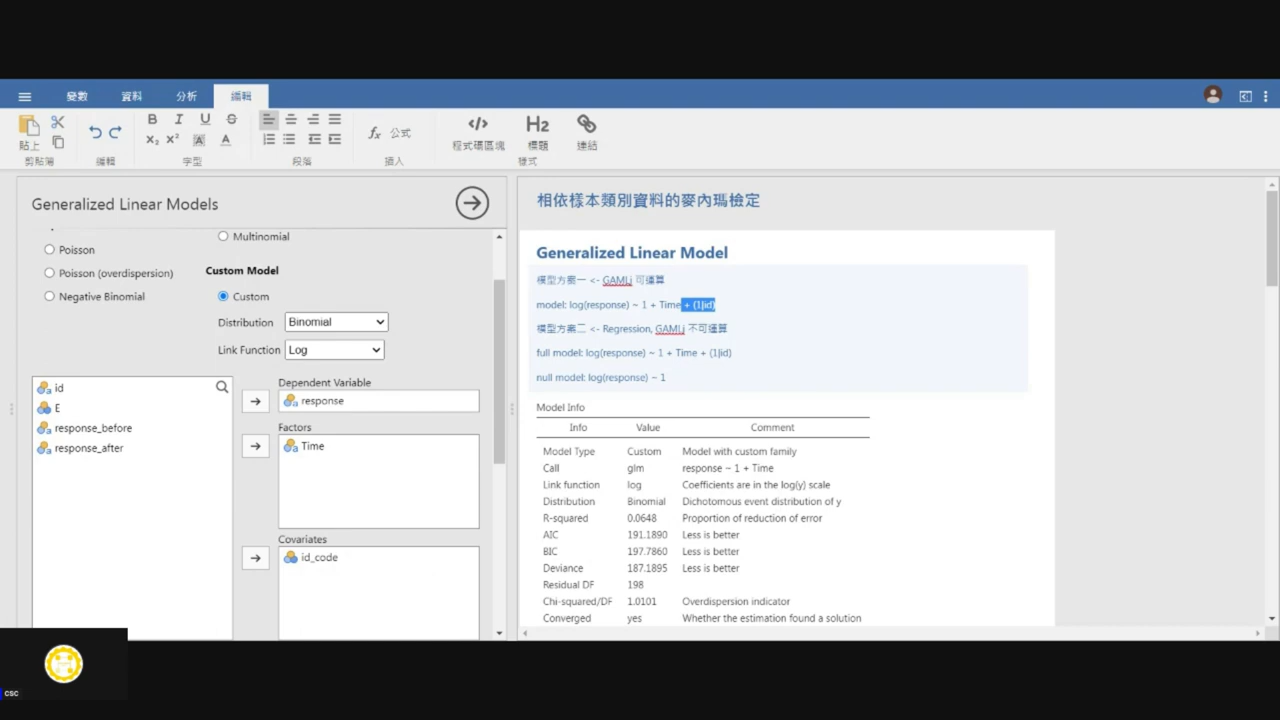 變數 資料 分析 編輯
B I U S
貼上 X₂ X² A A fx 公式 </> 程式碼區塊 H2 標題 連結
剪貼簿 編輯 字型 段落 插入 樣式
Generalized Linear Models
Poisson
Multinomial
Poisson (overdispersion)
Custom Model
Negative Binomial
Custom
Distribution Binomial
Link Function Log
id
E
response_before
response_after
Dependent Variable
response
Factors
Time
Covariates
id_code
相依樣本類別資料的麥內瑪檢定
Generalized Linear Model
模型方案一 <- GAMLj 可運算
model: log(response) ~ 1 + Time + (1|id)
模型方案二 <- Regression, GAMLj 不可運算
full model: log(response) ~ 1 + Time + (1|id)
null model: log(response) ~ 1
Model Info
Info Value Comment
Model Type Custom Model with custom family
Call glm response ~ 1 + Time
Link function log Coefficients are in the log(y) scale
Distribution Binomial Dichotomous event distribution of y
R-squared 0.0648 Proportion of reduction of error
AIC 191.1890 Less is better
BIC 197.7860 Less is better
Deviance 187.1895 Less is better
Residual DF 198
Chi-squared/DF 1.0101 Overdispersion indicator
Converged yes Whether the estimation found a solution
csc